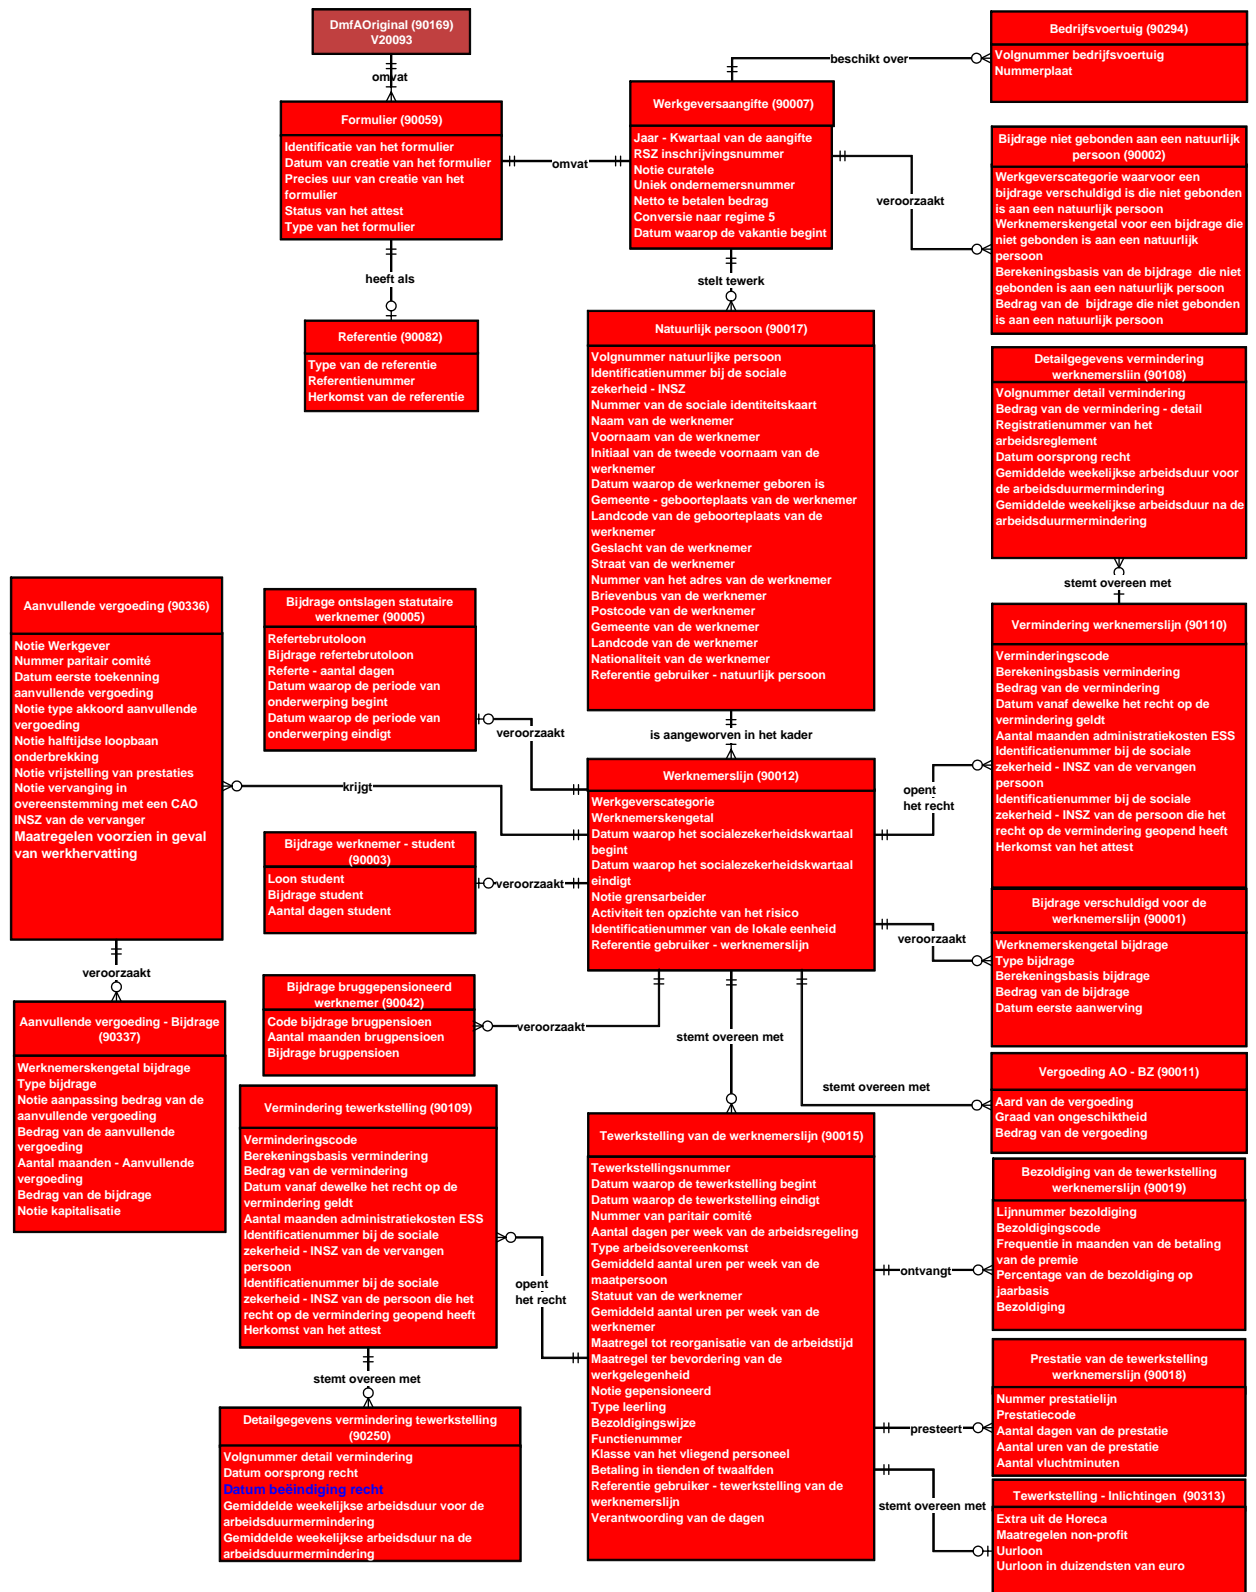 DmfAOriginal (90169)
V20093
omvat
Formulier (90059)
Identificatie van het formulier
Datum van creatie van het formulier
Precies uur van creatie van het
formulier
Status van het attest
Type van het formulier
omvat
heeft als
Referentie (90082)
Type van de referentie
Referentienummer
Herkomst van de referentie
Werkgeversaangifte (90007)
Jaar - Kwartaal van de aangifte
RSZ inschrijvingsnummer
Notie curatele
Uniek ondernemersnummer
Netto te betalen bedrag
Conversie naar regime 5
Datum waarop de vakantie begint
beschikt over
Bedrijfsvoertuig (90294)
Volgnummer bedrijfsvoertuig
Nummerplaat
veroorzaakt
Bijdrage niet gebonden aan een natuurlijk
persoon (90002)
Werkgeverscategorie waarvoor een
bijdrage verschuldigd is die niet gebonden
is aan een natuurlijk persoon
Werknemerskengetal voor een bijdrage die
niet gebonden is aan een natuurlijk
persoon
Berekeningsbasis van de bijdrage  die niet
gebonden is aan een natuurlijk persoon
Bedrag van de  bijdrage die niet gebonden
is aan een natuurlijk persoon
stelt tewerk
Natuurlijk persoon (90017)
Volgnummer natuurlijke persoon
Identificatienummer bij de sociale
zekerheid - INSZ
Nummer van de sociale identiteitskaart
Naam van de werknemer
Voornaam van de werknemer
Initiaal van de tweede voornaam van de
werknemer
Datum waarop de werknemer geboren is
Gemeente - geboorteplaats van de werknemer
Landcode van de geboorteplaats van de
werknemer
Geslacht van de werknemer
Straat van de werknemer
Nummer van het adres van de werknemer
Brievenbus van de werknemer
Postcode van de werknemer
Gemeente van de werknemer
Landcode van de werknemer
Nationaliteit van de werknemer
Referentie gebruiker - natuurlijk persoon
Detailgegevens vermindering
werknemerslijn (90108)
Volgnummer detail vermindering
Bedrag van de vermindering - detail
Registratienummer van het
arbeidsreglement
Datum oorsprong recht
Gemiddelde weekelijkse arbeidsduur voor
de arbeidsduurmermindering
Gemiddelde weekelijkse arbeidsduur na de
arbeidsduurmermindering
stemt overeen met
Vermindering werknemerslijn (90110)
Verminderingscode
Berekeningsbasis vermindering
Bedrag van de vermindering
Datum vanaf dewelke het recht op de
vermindering geldt
Aantal maanden administratiekosten ESS
Identificatienummer bij de sociale
zekerheid - INSZ van de vervangen
persoon
Identificatienummer bij de sociale
zekerheid - INSZ van de persoon die het
recht op de vermindering geopend heeft
Herkomst van het attest
Aanvullende vergoeding (90336)
Notie Werkgever
Nummer paritair comité
Datum eerste toekenning
aanvullende vergoeding
Notie type akkoord aanvullende
vergoeding
Notie halftijdse loopbaan
onderbrekking
Notie vrijstelling van prestaties
Notie vervanging in
overeenstemming met een CAO
INSZ van de vervanger
Maatregelen voorzien in geval
van werkhervatting
Bijdrage ontslagen statutaire
werknemer (90005)
Refertebrutoloon
Bijdrage refertebrutoloon
Referte - aantal dagen
Datum waarop de periode van
onderwerping begint
Datum waarop de periode van
onderwerping eindigt
veroorzaakt
krijgt
Bijdrage werknemer - student
(90003)
Loon student
Bijdrage student
Aantal dagen student
veroorzaakt
is aangeworven in het kader
Werknemerslijn (90012)
Werkgeverscategorie
Werknemerskengetal
Datum waarop het socialezekerheidskwartaal
begint
Datum waarop het socialezekerheidskwartaal
eindigt
Notie grensarbeider
Activiteit ten opzichte van het risico
Identificatienummer van de lokale eenheid
Referentie gebruiker - werknemerslijn
opent
het recht
veroorzaakt
Bijdrage verschuldigd voor de
werknemerslijn (90001)
Werknemerskengetal bijdrage
Type bijdrage
Berekeningsbasis bijdrage
Bedrag van de bijdrage
Datum eerste aanwerving
veroorzaakt
Aanvullende vergoeding - Bijdrage
(90337)
Werknemerskengetal bijdrage
Type bijdrage
Notie aanpassing bedrag van de
aanvullende vergoeding
Bedrag van de aanvullende
vergoeding
Aantal maanden - Aanvullende
vergoeding
Bedrag van de bijdrage
Notie kapitalisatie
Bijdrage bruggepensioneerd
werknemer (90042)
Code bijdrage brugpensioen
Aantal maanden brugpensioen
Bijdrage brugpensioen
veroorzaakt
stemt overeen met
stemt overeen met
Vergoeding AO - BZ (90011)
Aard van de vergoeding
Graad van ongeschiktheid
Bedrag van de vergoeding
Vermindering tewerkstelling (90109)
Verminderingscode
Berekeningsbasis vermindering
Bedrag van de vermindering
Datum vanaf dewelke het recht op de
vermindering geldt
Aantal maanden administratiekosten ESS
Identificatienummer bij de sociale
zekerheid - INSZ van de vervangen
persoon
Identificatienummer bij de sociale
zekerheid - INSZ van de persoon die het
recht op de vermindering geopend heeft
Herkomst van het attest
opent
het recht
stemt overeen met
Detailgegevens vermindering tewerkstelling
(90250)
Volgnummer detail vermindering
Datum oorsprong recht
Datum beëindiging recht
Gemiddelde weekelijkse arbeidsduur voor de
arbeidsduurmermindering
Gemiddelde weekelijkse arbeidsduur na de
arbeidsduurmermindering
Tewerkstelling van de werknemerslijn (90015)
Tewerkstellingsnummer
Datum waarop de tewerkstelling begint
Datum waarop de tewerkstelling eindigt
Nummer van paritair comité
Aantal dagen per week van de arbeidsregeling
Type arbeidsovereenkomst
Gemiddeld aantal uren per week van de
maatpersoon
Statuut van de werknemer
Gemiddeld aantal uren per week van de
werknemer
Maatregel tot reorganisatie van de arbeidstijd
Maatregel ter bevordering van de
werkgelegenheid
Notie gepensioneerd
Type leerling
Bezoldigingswijze
Functienummer
Klasse van het vliegend personeel
Betaling in tienden of twaalfden
Referentie gebruiker - tewerkstelling van de
werknemerslijn
Verantwoording van de dagen
ontvangt
Bezoldiging van de tewerkstelling
werknemerslijn (90019)
Lijnnummer bezoldiging
Bezoldigingscode
Frequentie in maanden van de betaling
van de premie
Percentage van de bezoldiging op
jaarbasis
Bezoldiging
presteert
Prestatie van de tewerkstelling
werknemerslijn (90018)
Nummer prestatielijn
Prestatiecode
Aantal dagen van de prestatie
Aantal uren van de prestatie
Aantal vluchtminuten
stemt overeen met
Tewerkstelling - Inlichtingen  (90313)
Extra uit de Horeca
Maatregelen non-profit
Uurloon
Uurloon in duizendsten van euro